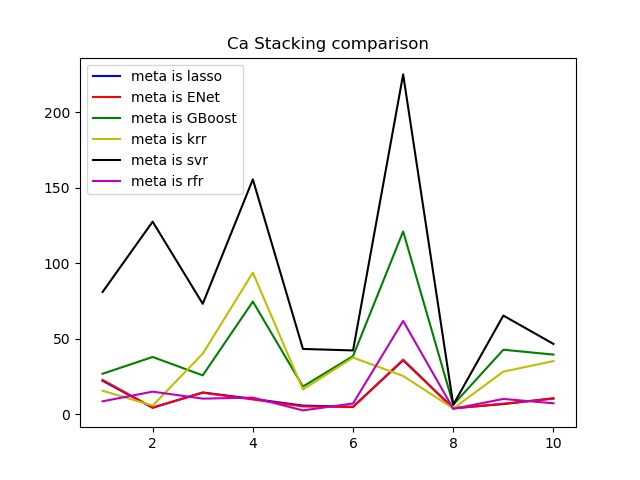 Ca Stacking comparison
meta is lasso
meta is ENet
meta is GBoost
meta is krr
meta is svr
meta is rfr
200
150
100
50
0
2 4 6 8 10